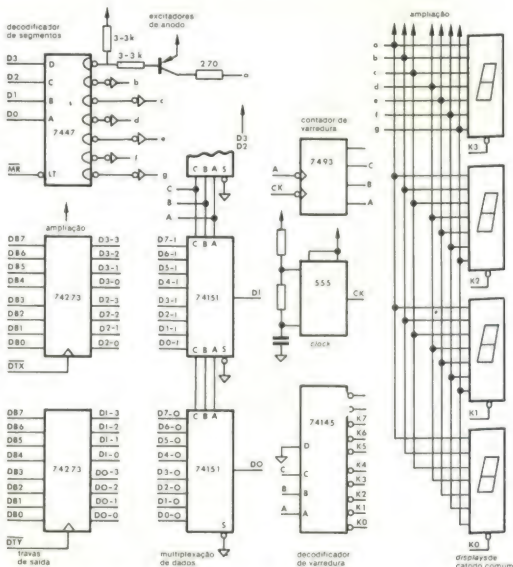 decodificador
de segmentos
D3
D2
D1
D0
MR
D
C
B
A
LT
7447
3-3k
3-3k
excitadores
de anodo
270
a
b
c
d
e
f
g
ampliação
DB7
DB6
DB5
DB4
DB3
DB2
DB1
DB0
DTX
74273
D3-3
D3-2
D3-1
D3-0
D2-3
D2-2
D2-1
D2-0
DB7
DB6
DB5
DB4
DB3
DB2
DB1
DB0
DTY
74273
D1-3
D1-2
D1-1
D1-0
D0-3
D0-2
D0-1
D0-0
travas
de saída
D3
D2
C B A S
C
B
A
C B A
D7-1
D6-1
D5-1
D4-1
D3-1
D2-1
D1-1
D0-1
74151
D1
C B A
D7-0
D6-0
D5-0
D4-0
D3-0
D2-0
D1-0
D0-0
74151
D0
S
multiplexação
de dados
contador de
varredura
A
CK
7493
C
B
A
555
CK
clock
74145
D
C
B
A
C
B
A
K7
K6
K5
K4
K3
K2
K1
K0
decodificador
de varredura
ampliação
a
b
c
d
e
f
g
K3
K2
K1
K0
displays de
catodo comum